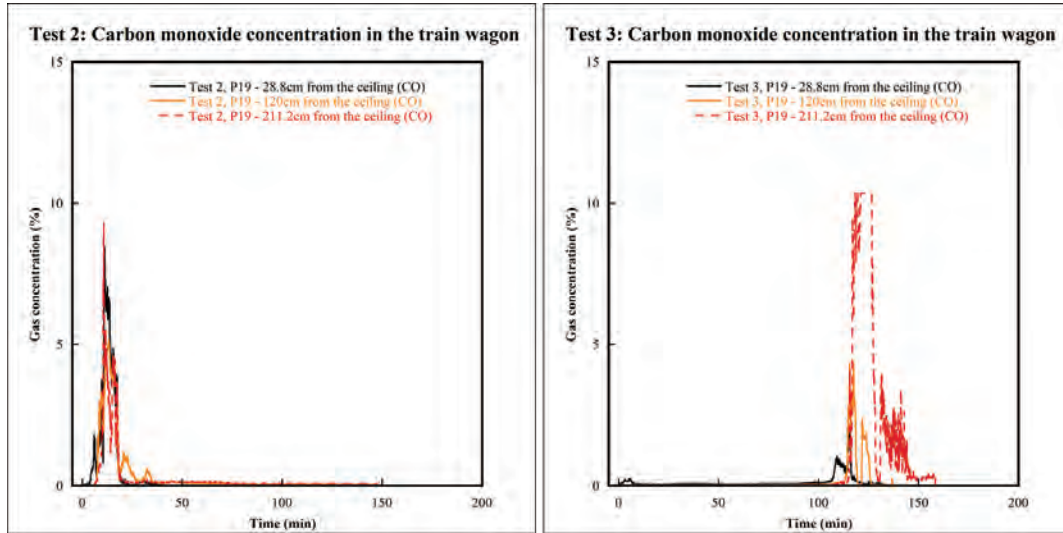 Test 2: Carbon monoxide concentration in the train wagon
15
Test 2, P19 - 28.8cm from the ceiling (CO)
Test 2, P19 - 120cm from the ceiling (CO)
Test 2, P19 - 211.2cm from the ceiling (CO)
10
Gas concentration (%)
5
0
0
50
100
150
200
Time (min)
Test 3: Carbon monoxide concentration in the train wagon
15
Test 3, P19 - 28.8cm from the ceiling (CO)
Test 3, P19 - 120cm from the ceiling (CO)
Test 3, P19 - 211.2cm from the ceiling (CO)
10
Gas concentration (%)
5
0
0
50
100
150
200
Time (min)